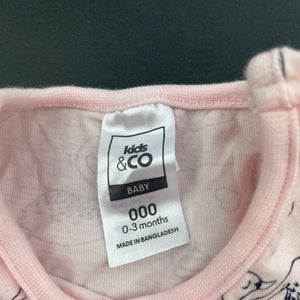 kids
&CO
BABY
000
0-3 months
MADE IN BANGLADESH